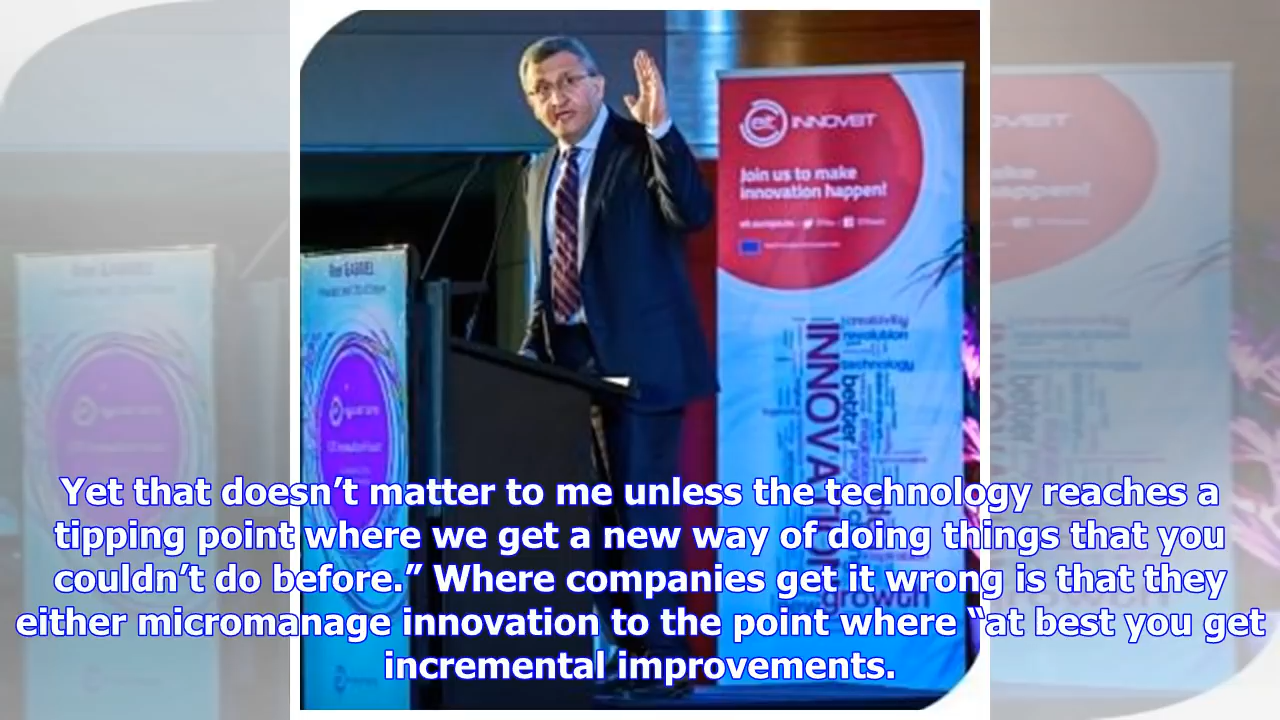 eit INNOVEIT
Join us to make
innovation happen!
INNOVATION
creativity
revolution
technology
better
growth
Yet that doesn’t matter to me unless the technology reaches a
tipping point where we get a new way of doing things that you
couldn’t do before.” Where companies get it wrong is that they
either micromanage innovation to the point where “at best you get
incremental improvements.